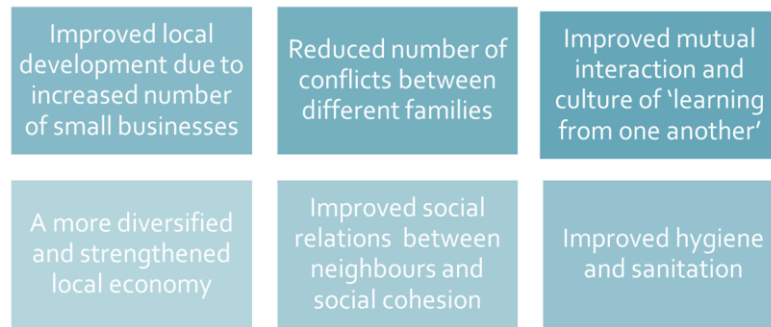 Improved local
development due to
increased number
of small businesses
Reduced number of
conflicts between
different families
Improved mutual
interaction and
culture of ‘learning
from one another’
A more diversified
and strengthened
local economy
Improved social
relations between
neighbours and
social cohesion
Improved hygiene
and sanitation